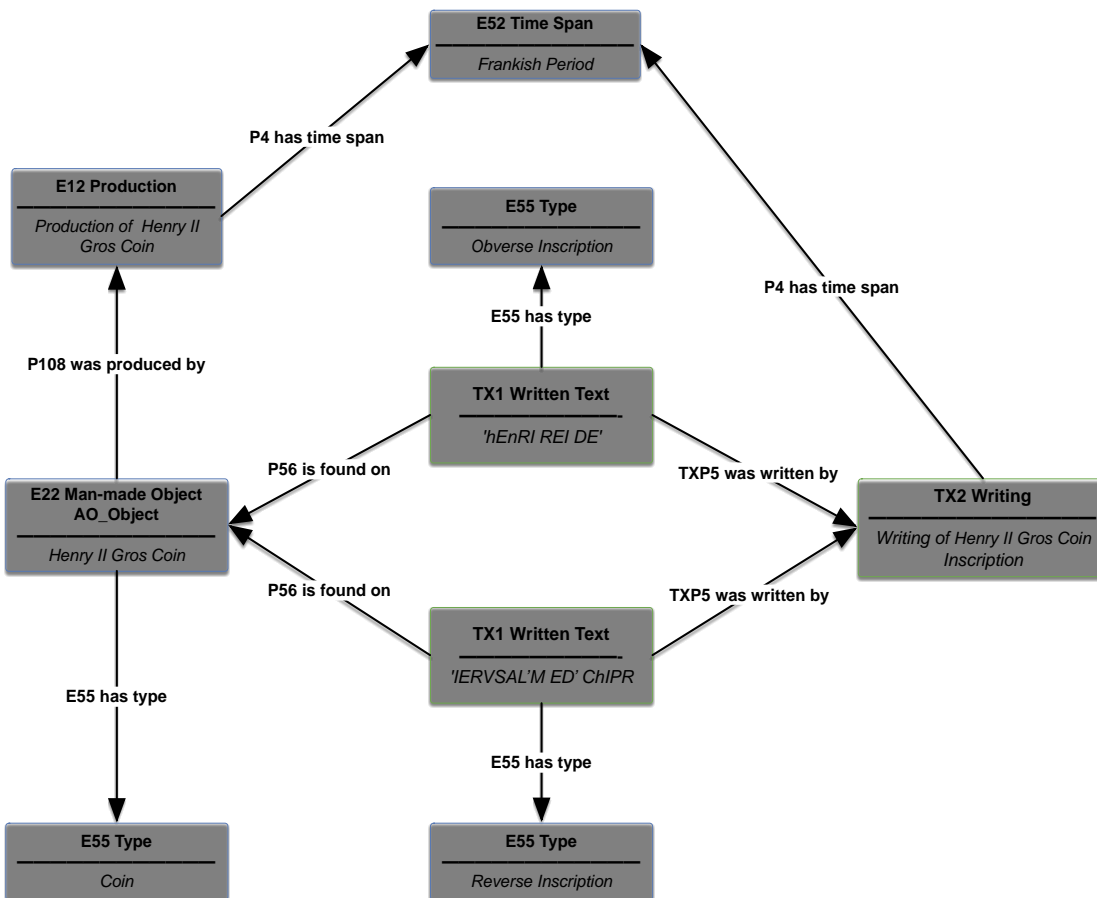 E52 Time Span
Frankish Period
P4 has time span
E12 Production
Production of Henry II
Gros Coin
E55 Type
Obverse Inscription
P4 has time span
E55 has type
P108 was produced by
TX1 Written Text
'hEnRI REI DE'
P56 is found on
TXP5 was written by
E22 Man-made Object
AO_Object
Henry II Gros Coin
TX2 Writing
Writing of Henry II Gros Coin
Inscription
P56 is found on
TXP5 was written by
TX1 Written Text
'IERVSAL’M ED’ ChIPR
E55 has type
E55 has type
E55 Type
Coin
E55 Type
Reverse Inscription